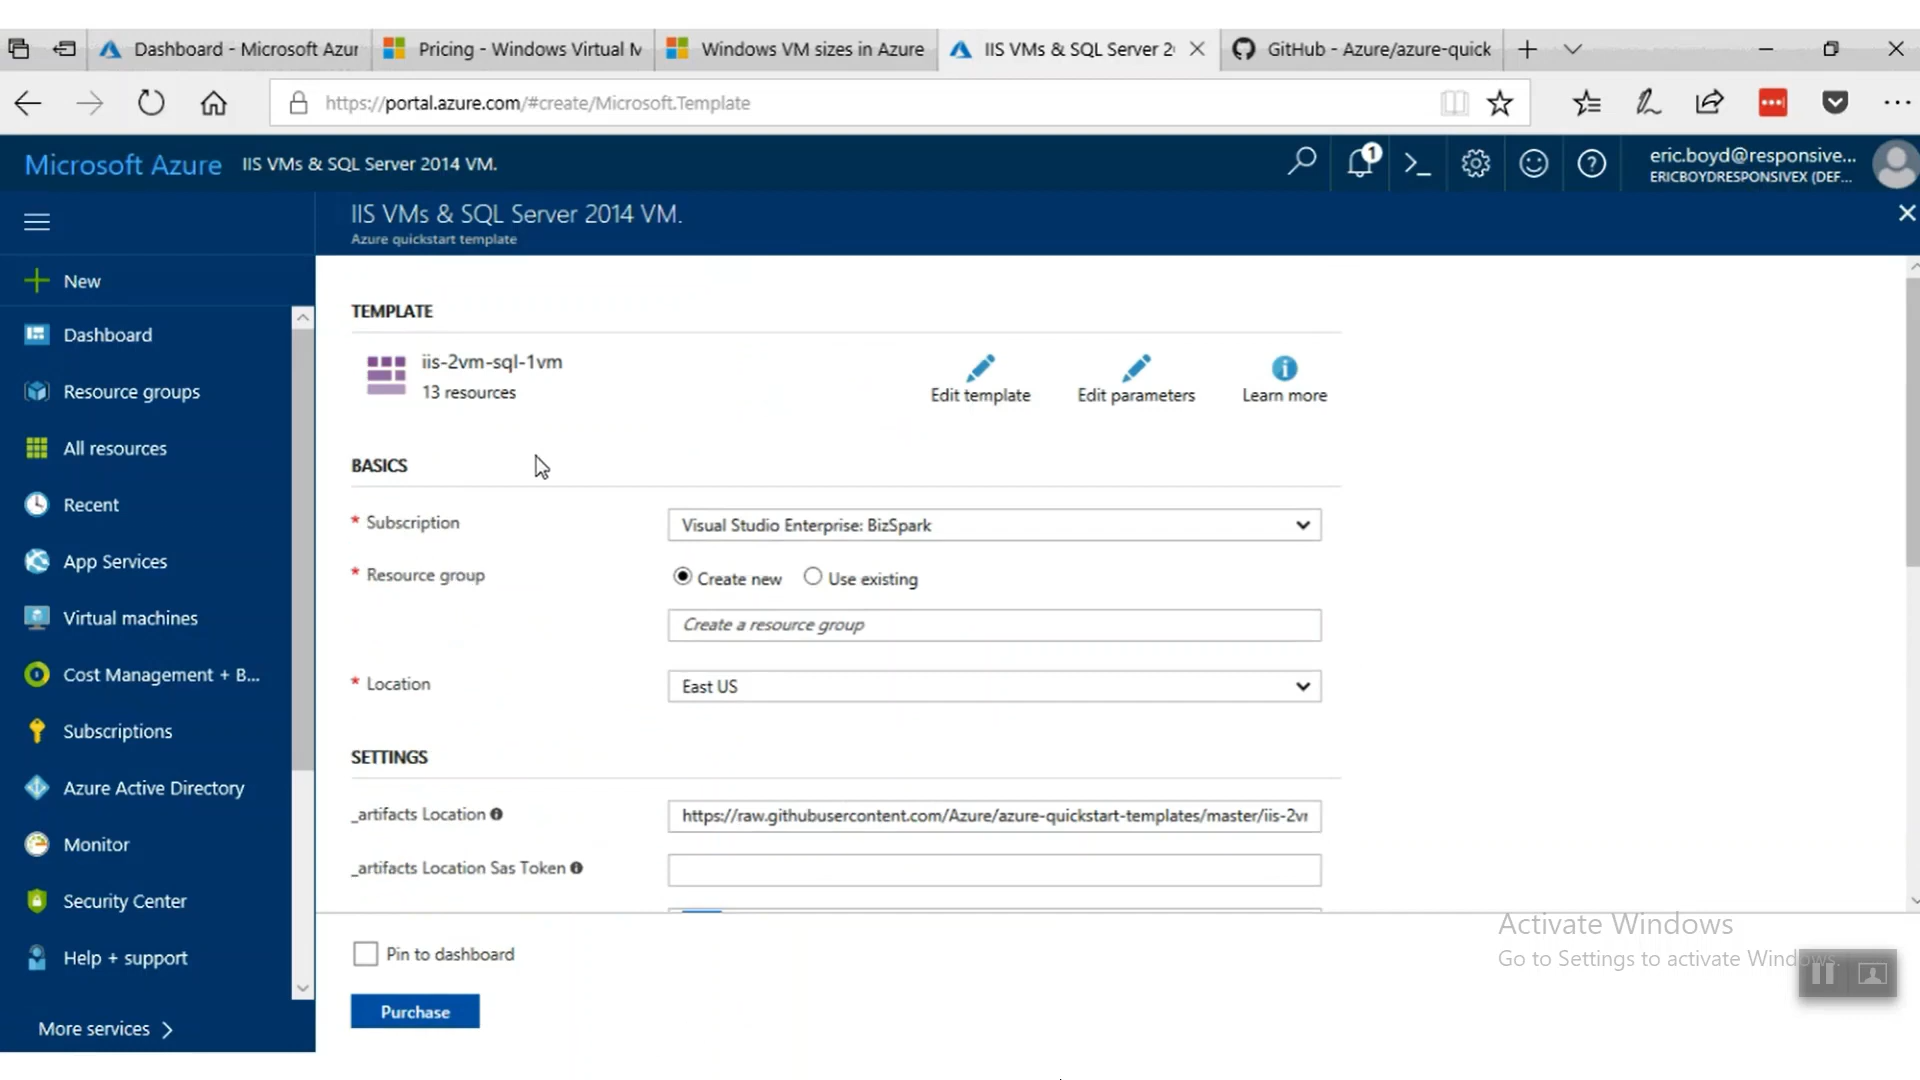 Dashboard - Microsoft Azur
Pricing - Windows Virtual M
Windows VM sizes in Azure
IIS VMs & SQL Server 2
GitHub - Azure/azure-quick
https://portal.azure.com/#create/Microsoft.Template
Microsoft Azure
IIS VMs & SQL Server 2014 VM.
1
eric.boyd@responsive...
ERICBOYDRESPONSIVEX (DEF...
IIS VMs & SQL Server 2014 VM.
Azure quickstart template
New
Dashboard
Resource groups
All resources
Recent
App Services
Virtual machines
Cost Management + B...
Subscriptions
Azure Active Directory
Monitor
Security Center
Help + support
More services
TEMPLATE
iis-2vm-sql-1vm
13 resources
Edit template
Edit parameters
Learn more
BASICS
* Subscription
Visual Studio Enterprise: BizSpark
* Resource group
Create new
Use existing
Create a resource group
* Location
East US
SETTINGS
_artifacts Location
https://raw.githubusercontent.com/Azure/azure-quickstart-templates/master/iis-2vr
_artifacts Location Sas Token
Pin to dashboard
Purchase
Activate Windows
Go to Settings to activate Windows.